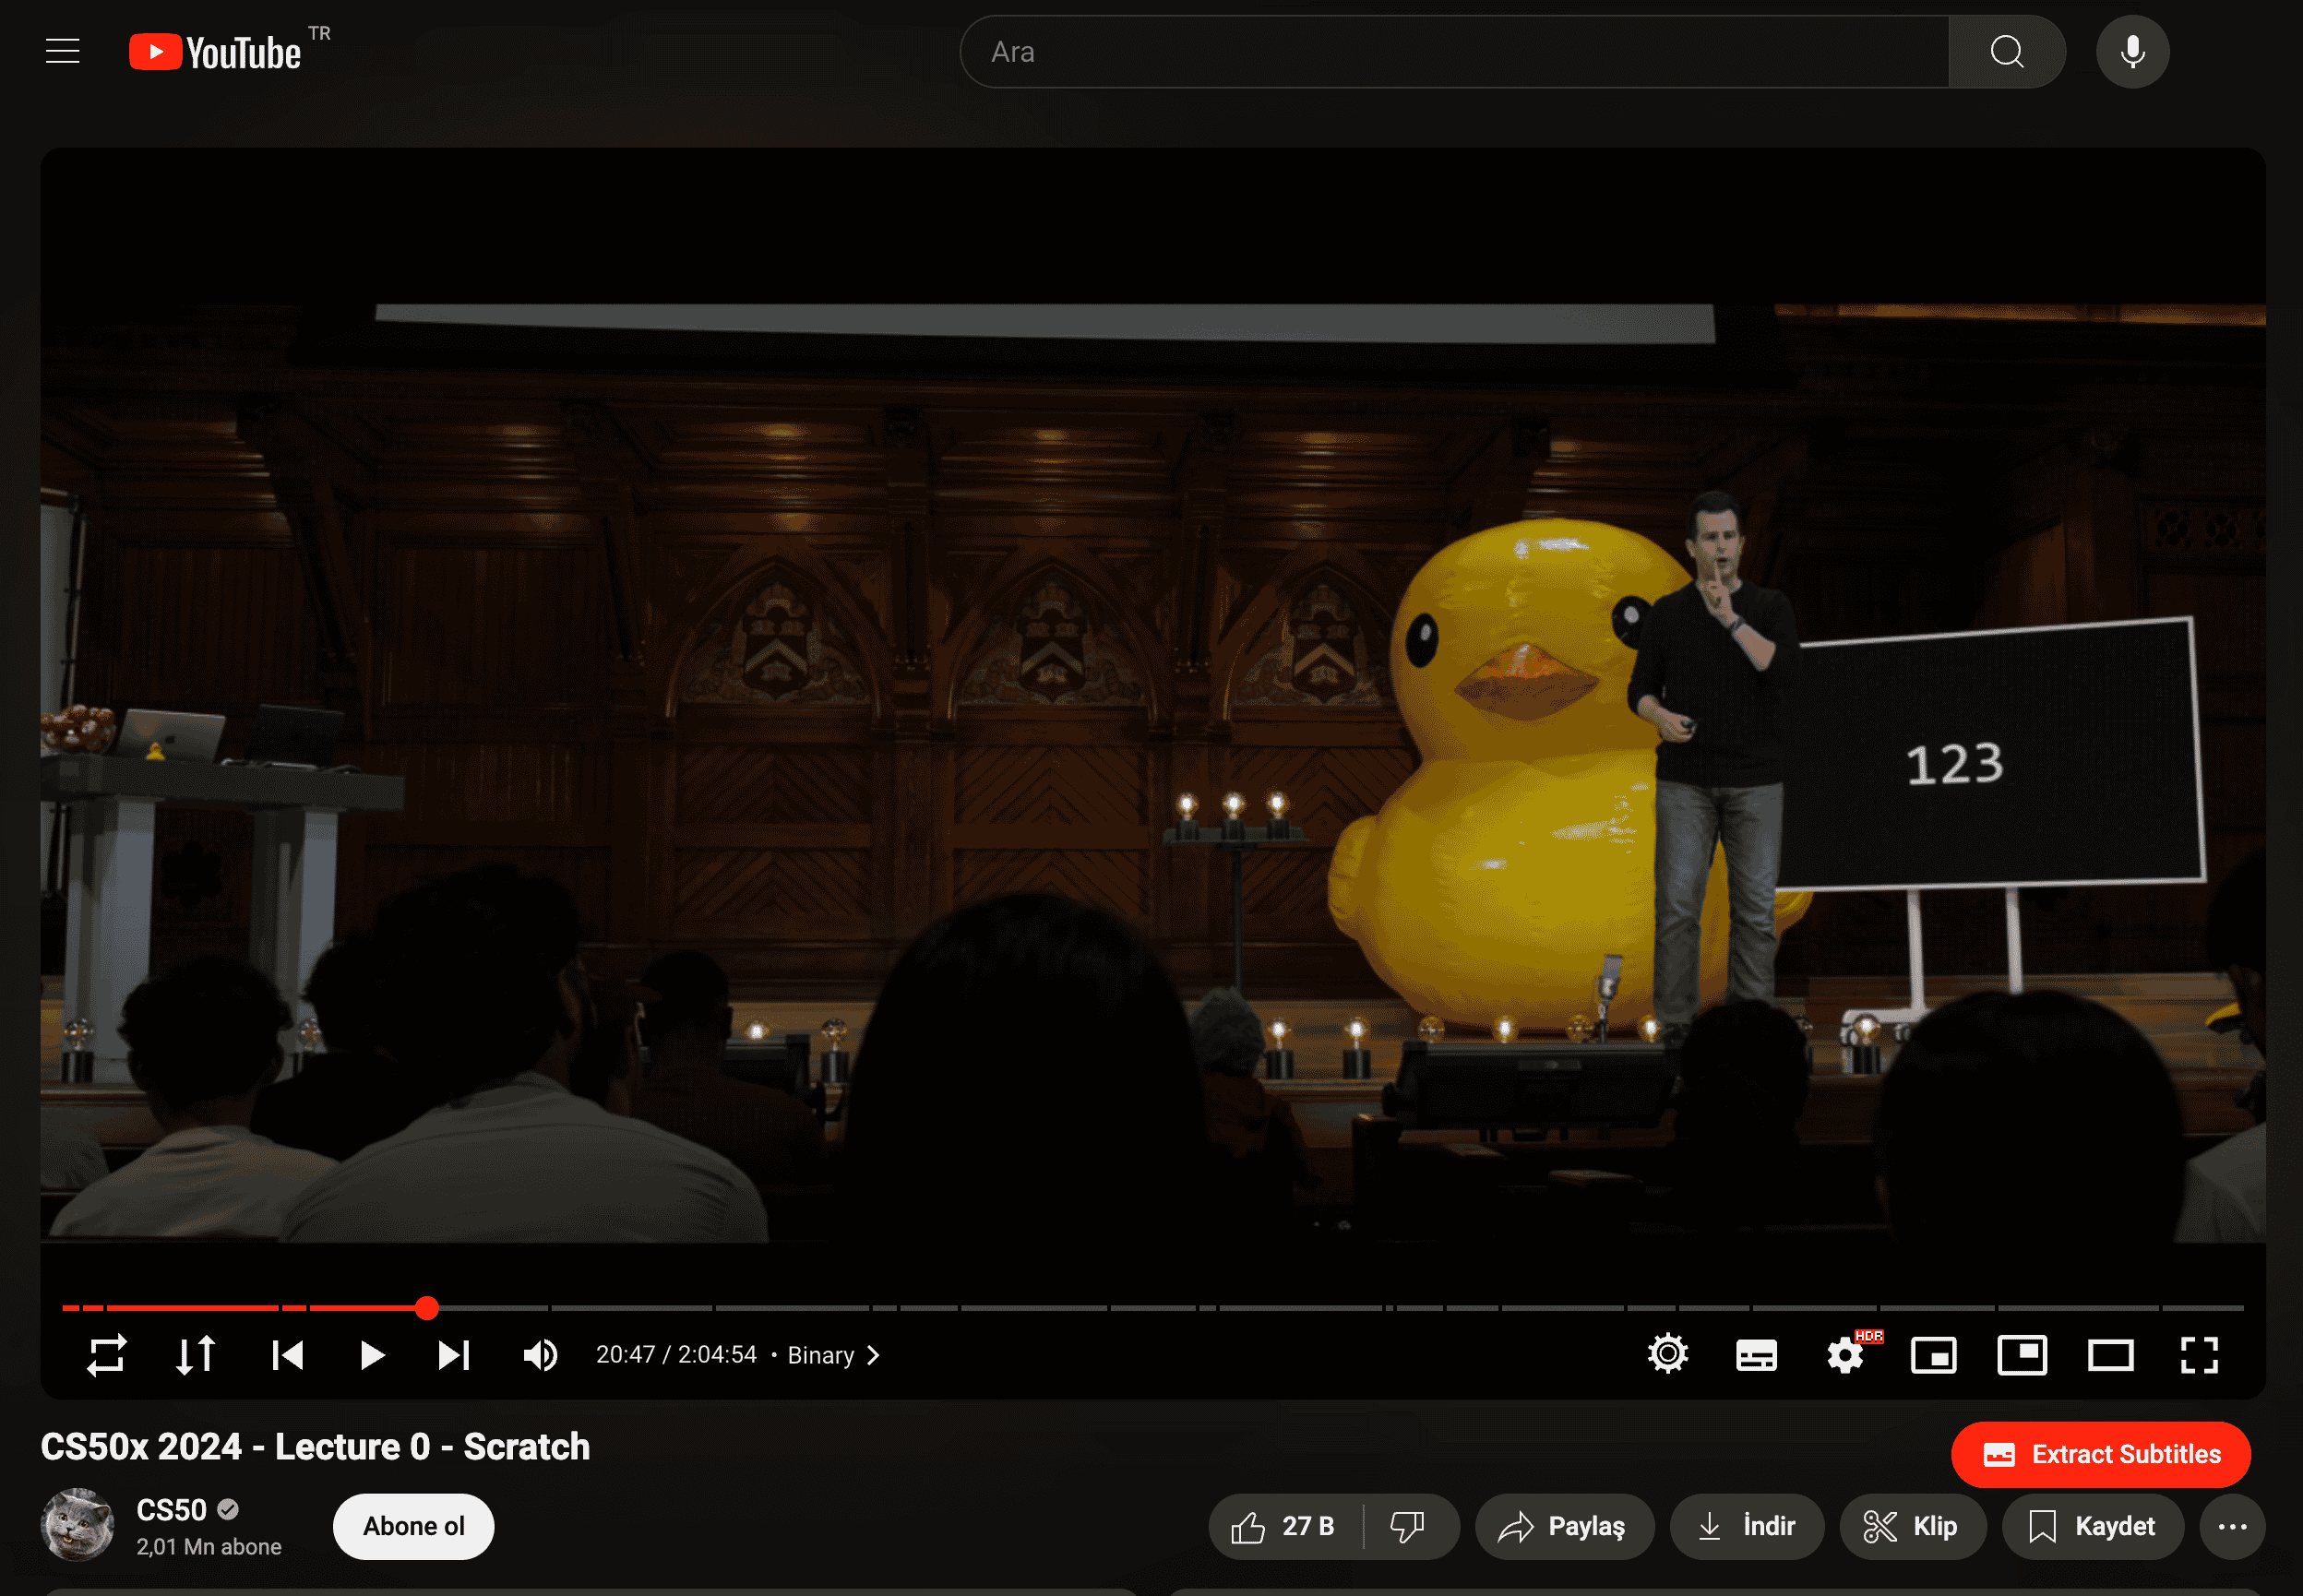 YouTube TR
Ara
123
20:47 / 2:04:54 • Binary
HDR
CS50x 2024 - Lecture 0 - Scratch
Extract Subtitles
CS50
2,01 Mn abone
Abone ol
27 B
Paylaş
İndir
Klip
Kaydet